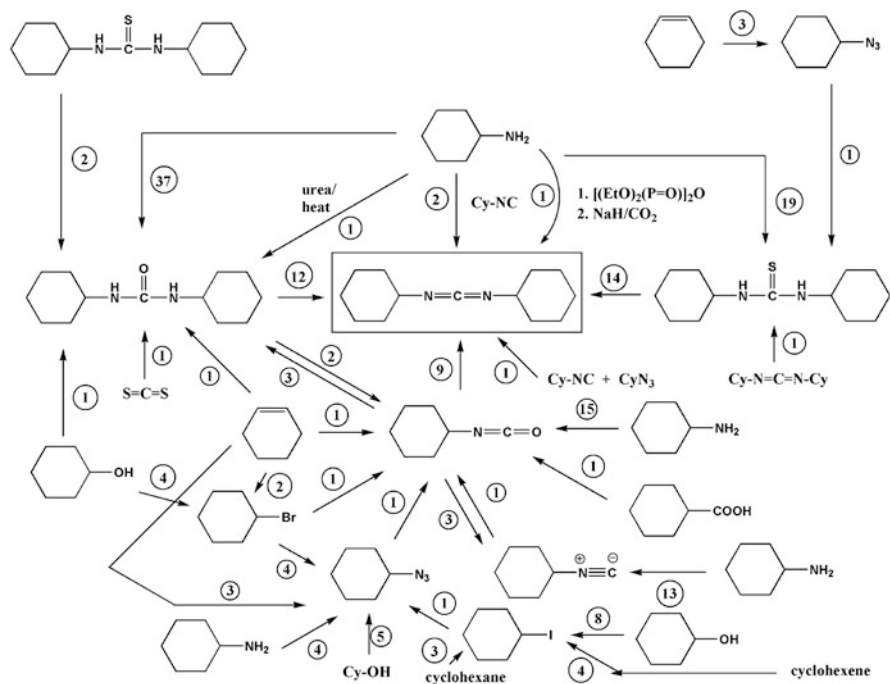 S
N C N
H H
3
N3
2
37
NH2
1
urea/
heat
1
2
Cy-NC
1
1. [(EtO)2(P=O)]2O
2. NaH/CO2
19
O
N C N
H H
12
N C N
14
S
N C N
H H
1
1
S=C=S
1
2
3
9
1
Cy-NC + CyN3
1
Cy-N=C=N-Cy
1
N C O
15
NH2
OH
4
2
Br
1
1
3
1
1
COOH
4
N3
⊕ ⊖
N≡C
13
NH2
3
NH2
4
5
Cy-OH
1
I
3
cyclohexane
8
OH
4
cyclohexene